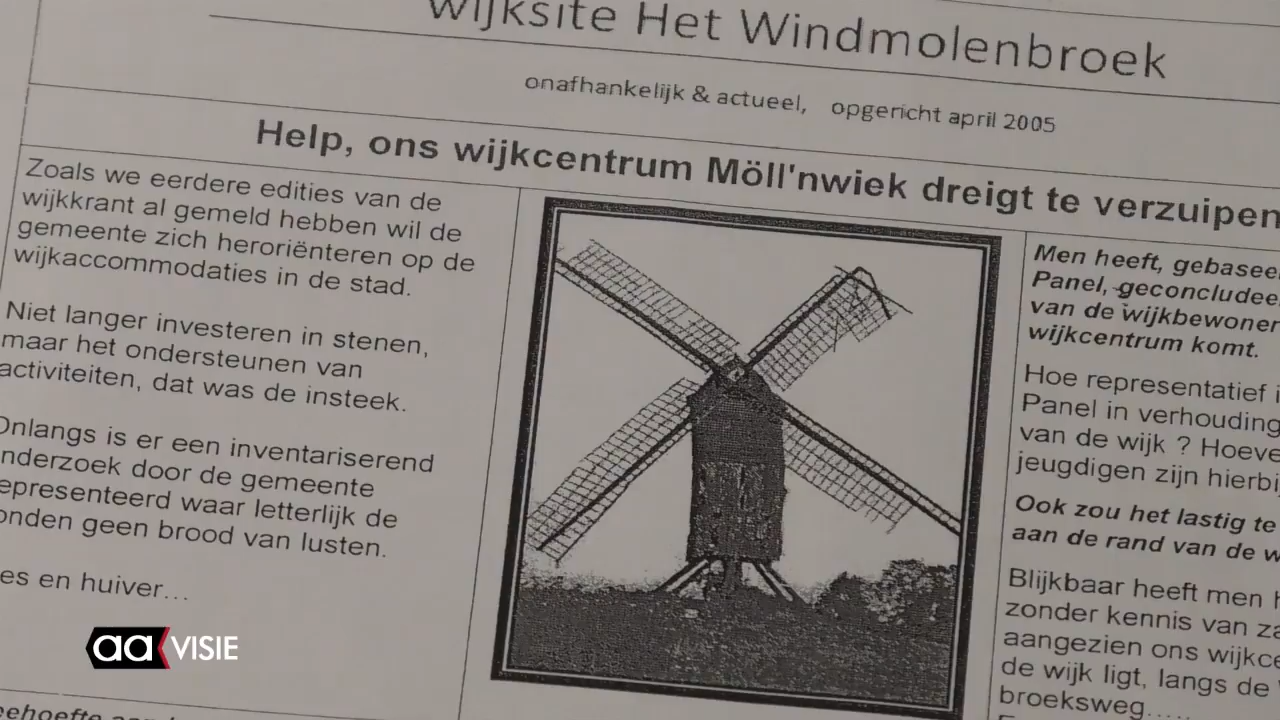 wijksite Het Windmolenbroek
onafhankelijk & actueel, opgericht april 2005
Help, ons wijkcentrum Möll'nwiek dreigt te verzuipen
Zoals we eerdere edities van de
wijkkrant al gemeld hebben wil de
gemeente zich heroriënteren op de
wijkaccommodaties in de stad.
Niet langer investeren in stenen,
maar het ondersteunen van
activiteiten, dat was de insteek.
Onlangs is er een inventariserend
nderzoek door de gemeente
epresenteerd waar letterlijk de
onden geen brood van lusten.
es en huiver...
Men heeft, gebasee
Panel, geconcludee
van de wijkbewoner
wijkcentrum komt.
Hoe representatief i
Panel in verhouding
van de wijk ? Hoeve
jeugdigen zijn hierbi
Ook zou het lastig te
aan de rand van de w
Blijkbaar heeft men h
zonder kennis van za
aangezien ons wijkce
de wijk ligt, langs de
broeksweg.....
aa VISIE